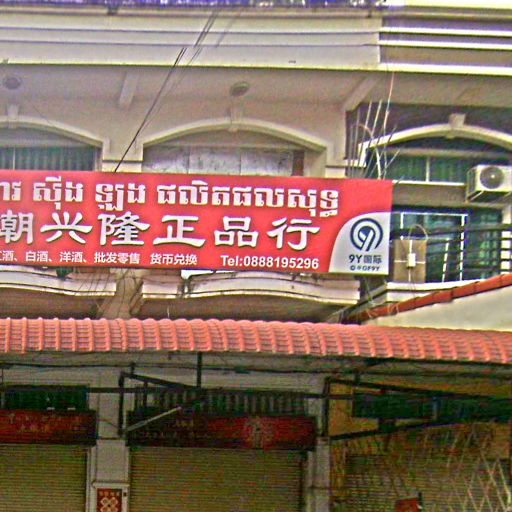 ស៊ីង ឡុង ផលិតផលសុទ្ធ
潮兴隆正品行
酒、白酒、洋酒、批发零售 货币兑换 Tel:0888195296
9Y国际